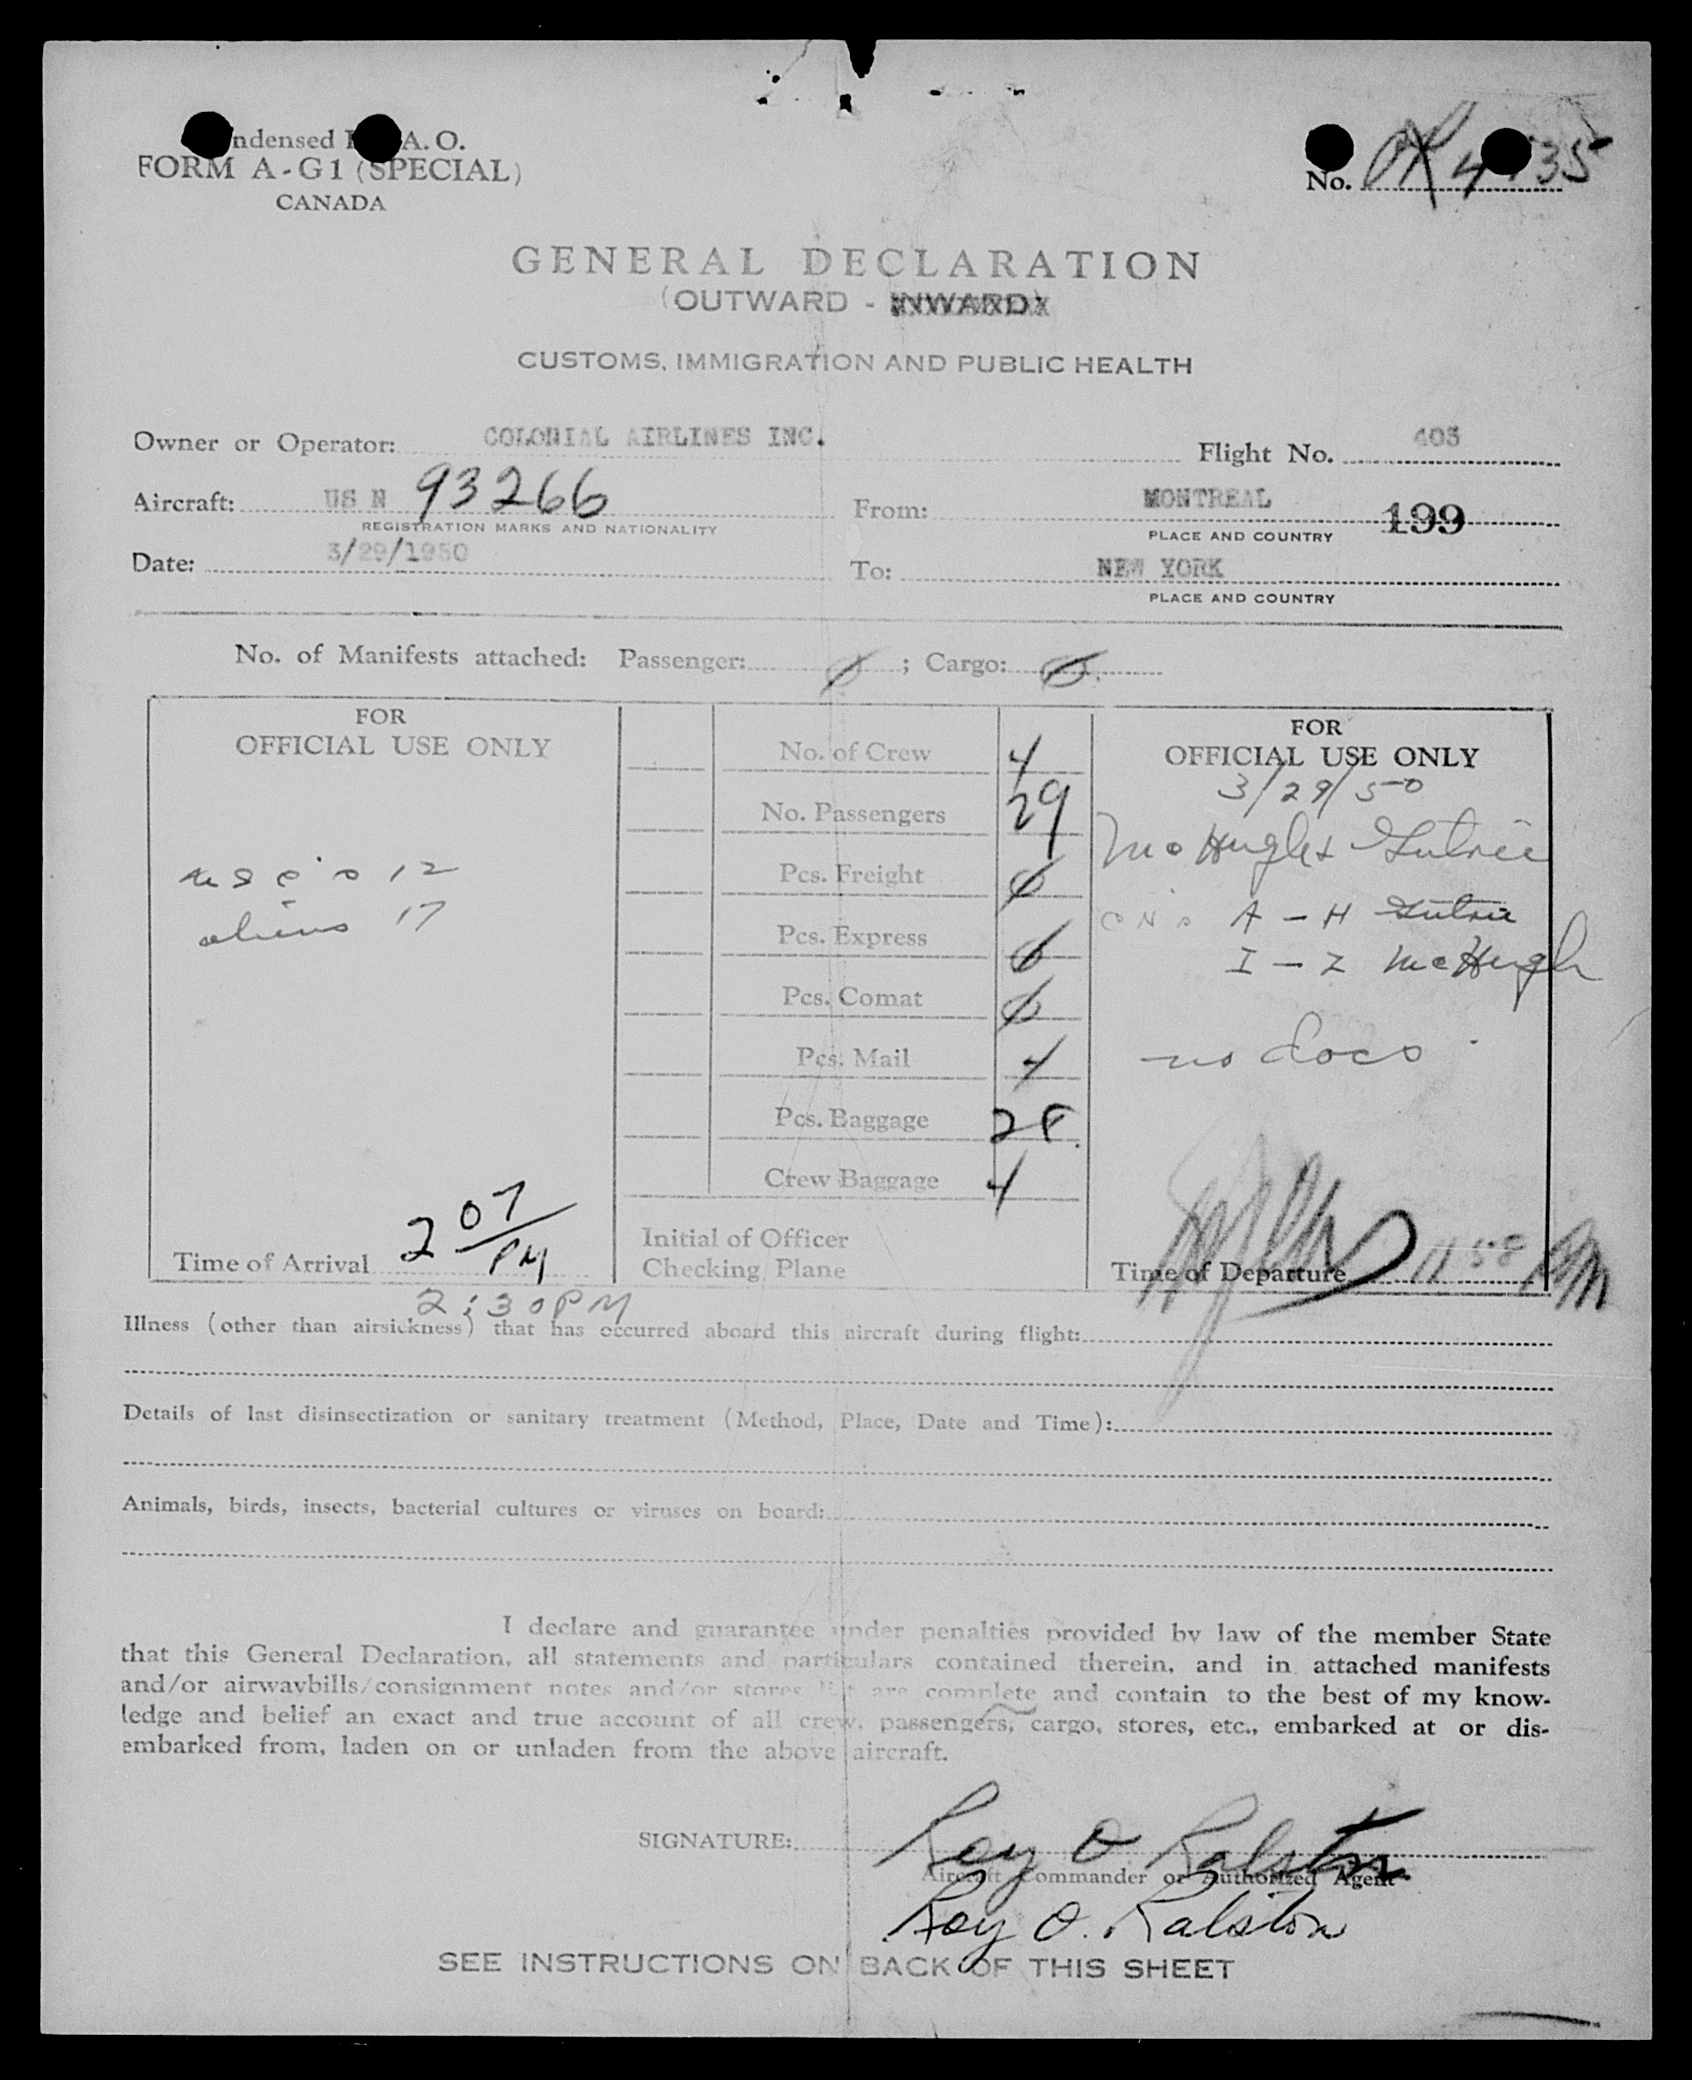 ndensed A. O.
FORM A-G1 (SPECIAL)
CANADA
No. OK 4 35
GENERAL DECLARATION
(OUTWARD - INWARD)
CUSTOMS, IMMIGRATION AND PUBLIC HEALTH
Owner or Operator: COLONIAL AIRLINES INC. Flight No. 403
Aircraft: US N 93266 From: MONTREAL 199
REGISTRATION MARKS AND NATIONALITY PLACE AND COUNTRY
Date: 3/29/1950 To: NEW YORK
PLACE AND COUNTRY
No. of Manifests attached: Passenger: 0 ; Cargo: 0
FOR
OFFICIAL USE ONLY
us c's 12
aliens 17
Time of Arrival 2 07 PM
2:30 PM
No. of Crew 4
No. Passengers 29
Pcs. Freight 0
Pcs. Express 0
Pcs. Comat 0
Pcs. Mail 4
Pcs. Baggage 28
Crew Baggage 4
Initial of Officer
Checking Plane
FOR
OFFICIAL USE ONLY
3/29/50
McHugh + Gutrie
A - H Gutrie
I - Z McHugh
no docs
Time of Departure 11 58 AM
Illness (other than airsickness) that has occurred aboard this aircraft during flight:
Details of last disinsectization or sanitary treatment (Method, Place, Date and Time):
Animals, birds, insects, bacterial cultures or viruses on board:
I declare and guarantee under penalties provided by law of the member State
that this General Declaration, all statements and particulars contained therein, and in attached manifests
and/or airwaybills/consignment notes and/or stores list are complete and contain to the best of my know-
ledge and belief an exact and true account of all crew, passengers, cargo, stores, etc., embarked at or dis-
embarked from, laden on or unladen from the above aircraft.
SIGNATURE: Roy O Ralston
Aircraft Commander or Authorized Agent
Roy O. Ralston
SEE INSTRUCTIONS ON BACK OF THIS SHEET